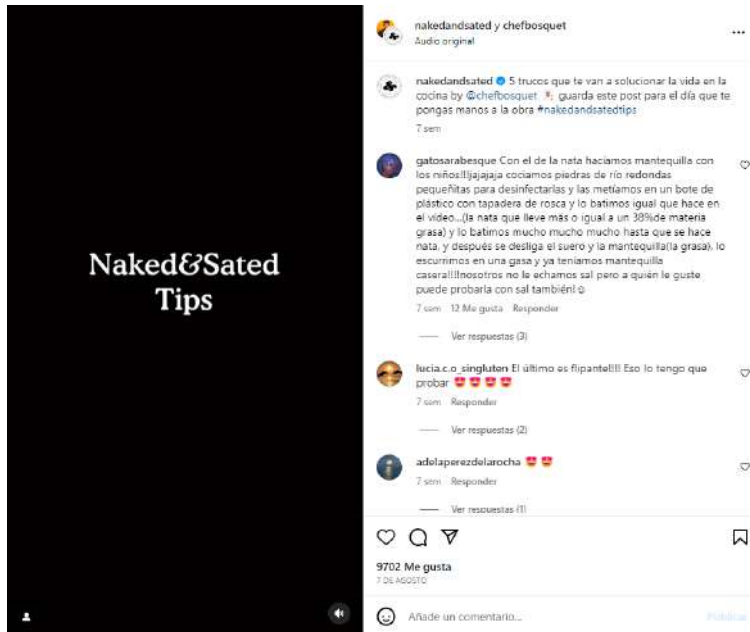 Naked&Sated
Tips
nakedandsated y chefbosquet
Audio original
nakedandsated 5 trucos que te van a solucionar la vida en la
cocina by @chefbosquet guarda este post para el día que te
pongas manos a la obra #nakedandsatedtips
7 sem
gatosarabesque Con el de la nata haciamos mantequilla con
los niños!!!jajajaja cociamos piedras de río redondas
pequeñitas para desinfectarlas y las metíamos en un bote de
plástico con tapadera de rosca y lo batimos igual que hace en
el vídeo...(la nata que lleve más o igual a un 38%de materia
grasa) y lo batimos mucho mucho mucho hasta que se hace
nata, y después se desliga el suero y la mantequilla(la grasa), lo
escurrimos en una gasa y ya teníamos mantequilla
casera!!!!nosotros no le echamos sal pero a quién le guste
puede probarla con sal también!
7 sem 12 Me gusta Responder
Ver respuestas (3)
lucia.c.o_singluten El último es flipante!!!! Eso lo tengo que
probar 😍😍😍😍
7 sem Responder
Ver respuestas (2)
adelaperezdelarocha 😍😍
7 sem Responder
Ver respuestas (1)
9702 Me gusta
7 DE AGOSTO
Añade un comentario...
Publicar